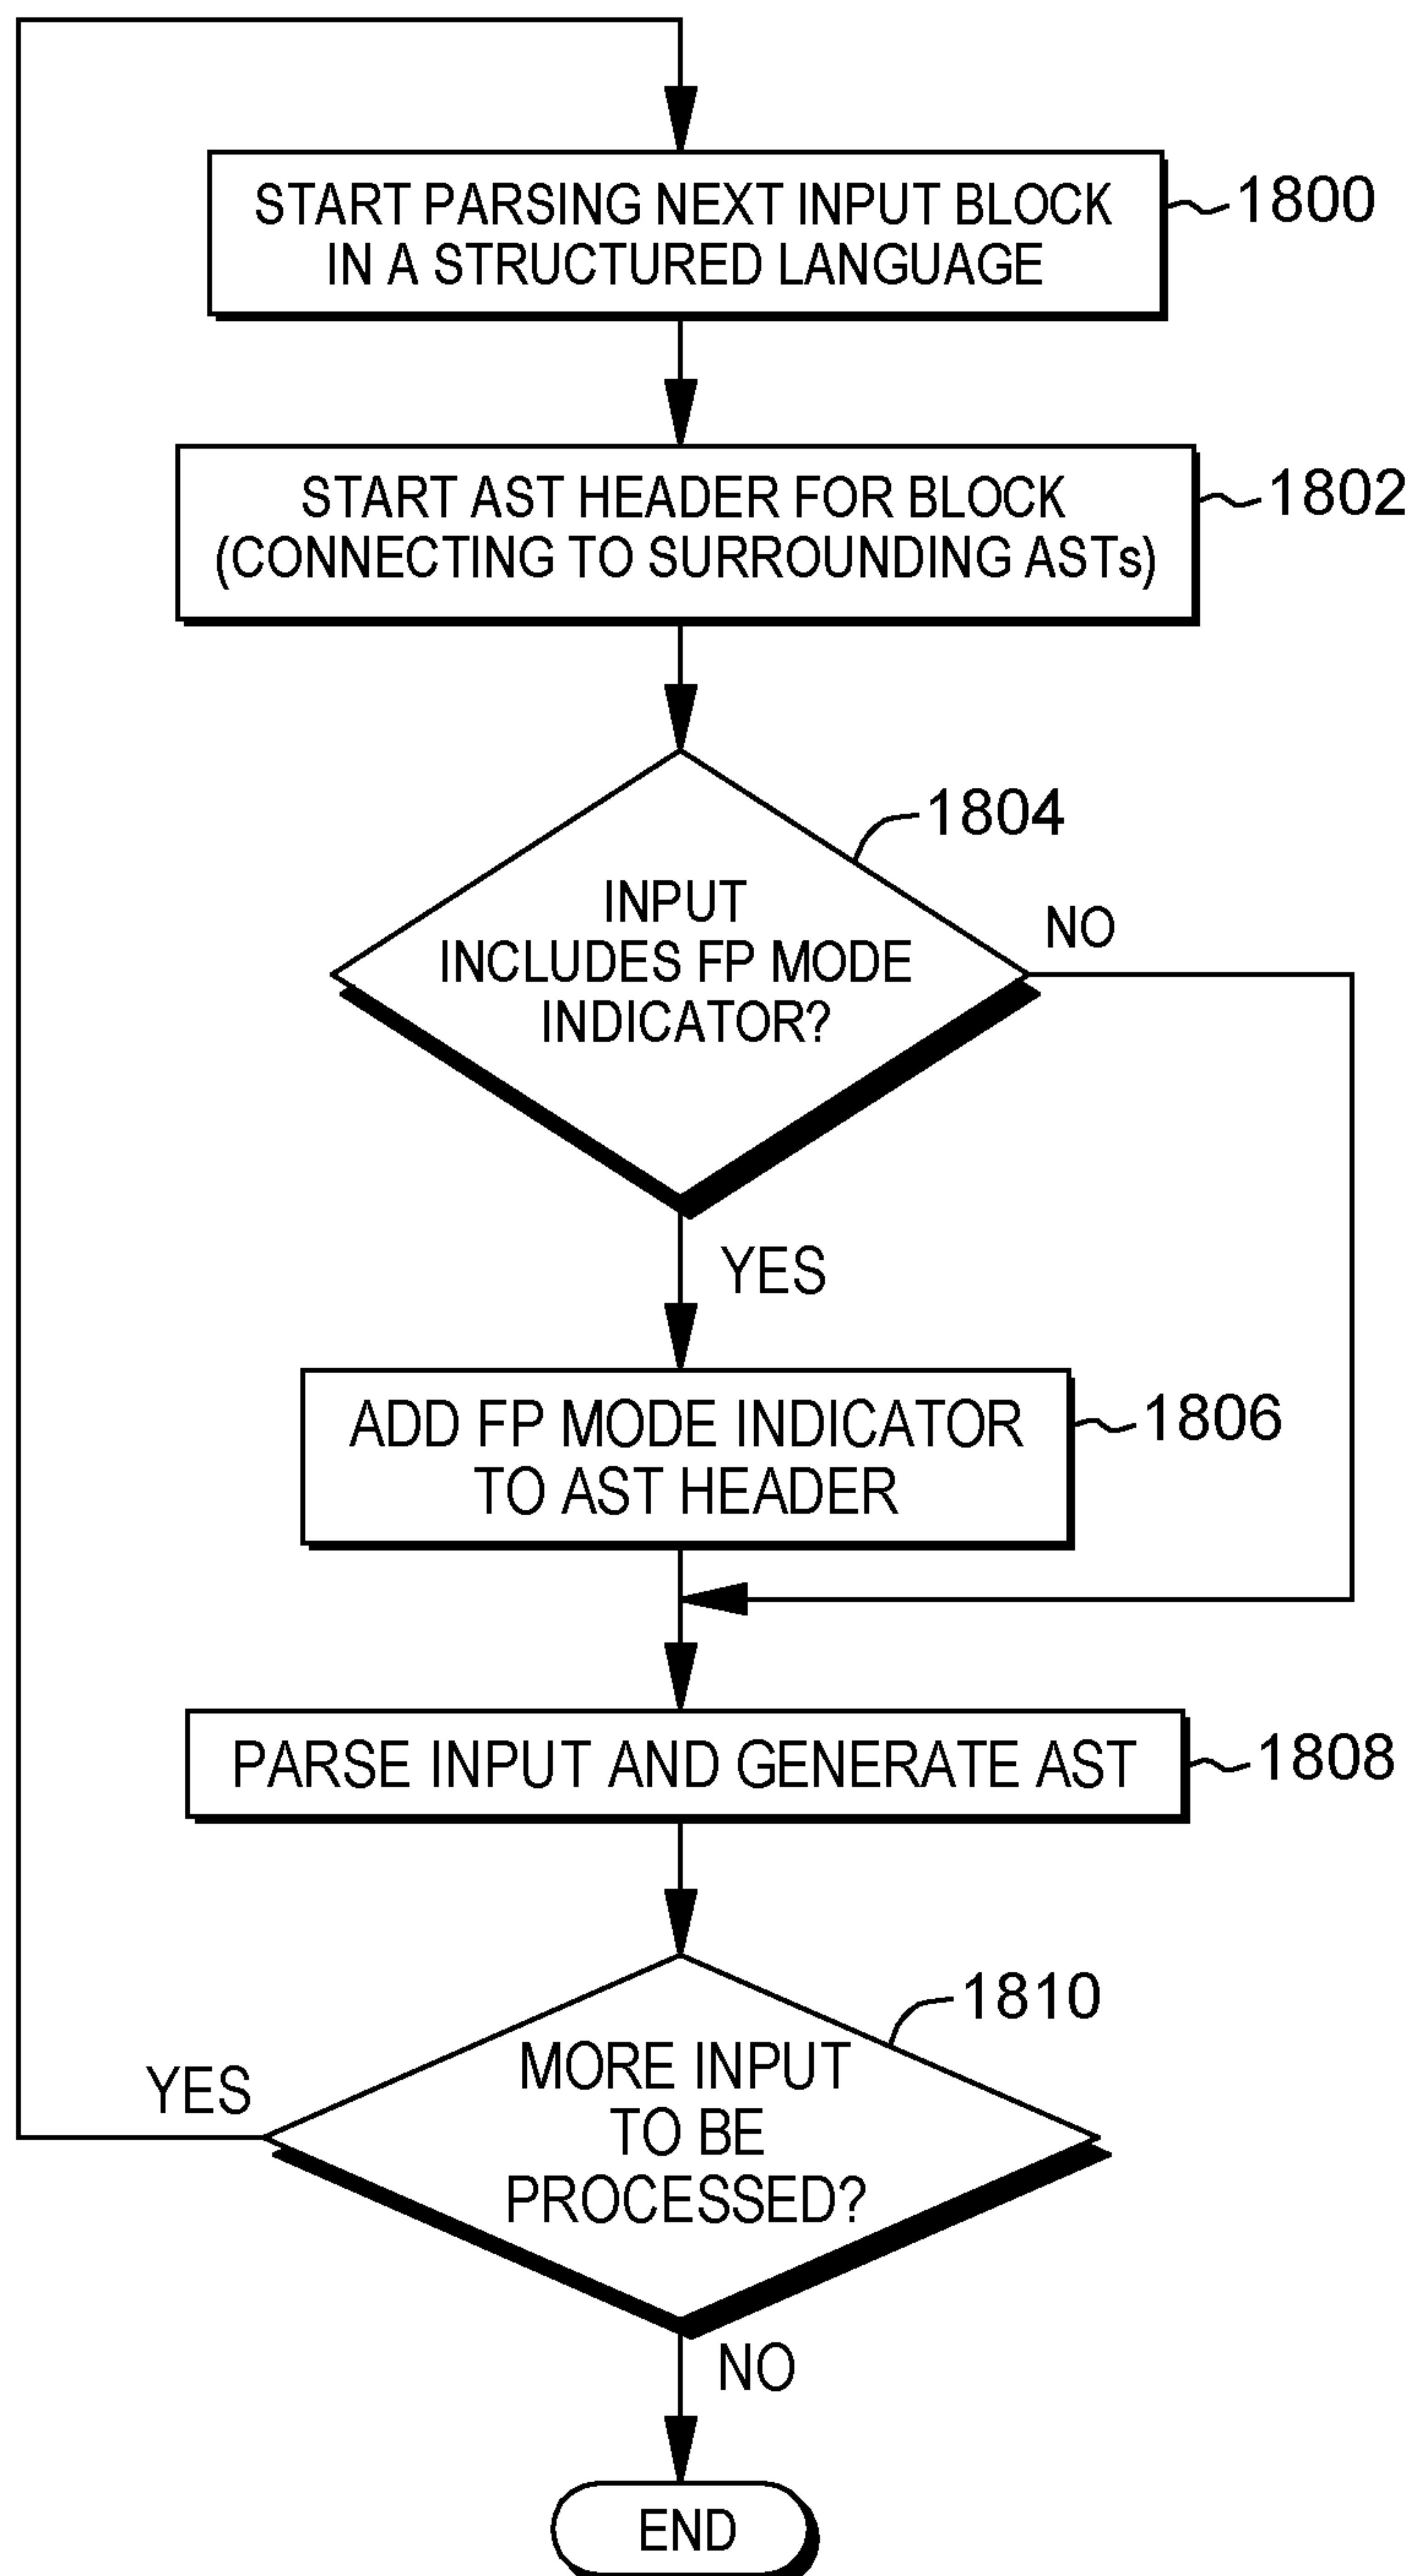 START PARSING NEXT INPUT BLOCK
IN A STRUCTURED LANGUAGE
1800
START AST HEADER FOR BLOCK
(CONNECTING TO SURROUNDING ASTs)
1802
1804
INPUT
INCLUDES FP MODE
INDICATOR?
NO
YES
ADD FP MODE INDICATOR
TO AST HEADER
1806
PARSE INPUT AND GENERATE AST
1808
1810
MORE INPUT
TO BE
PROCESSED?
YES
NO
END